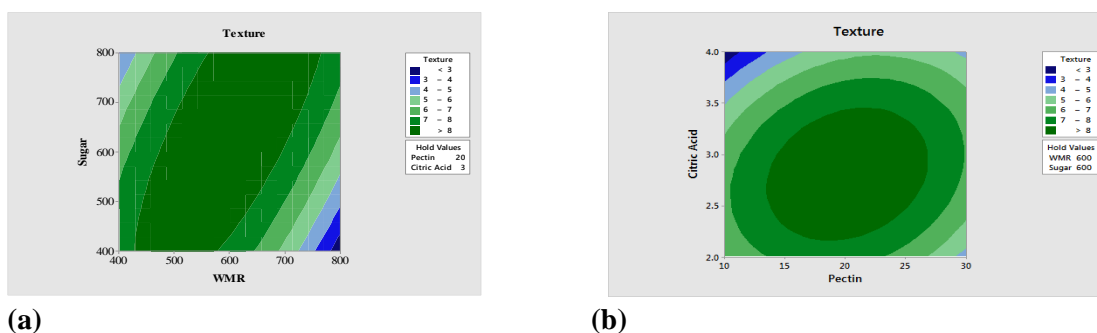 Texture
800
700
600
500
400
Sugar
400 500 600 700 800
WMR
Texture
< 3
3 – 4
4 – 5
5 – 6
6 – 7
7 – 8
> 8
Hold Values
Pectin 20
Citric Acid 3
(a)
Texture
4.0
3.5
3.0
2.5
2.0
Citric Acid
10 15 20 25 30
Pectin
Texture
< 3
3 – 4
4 – 5
5 – 6
6 – 7
7 – 8
> 8
Hold Values
WMR 600
Sugar 600
(b)